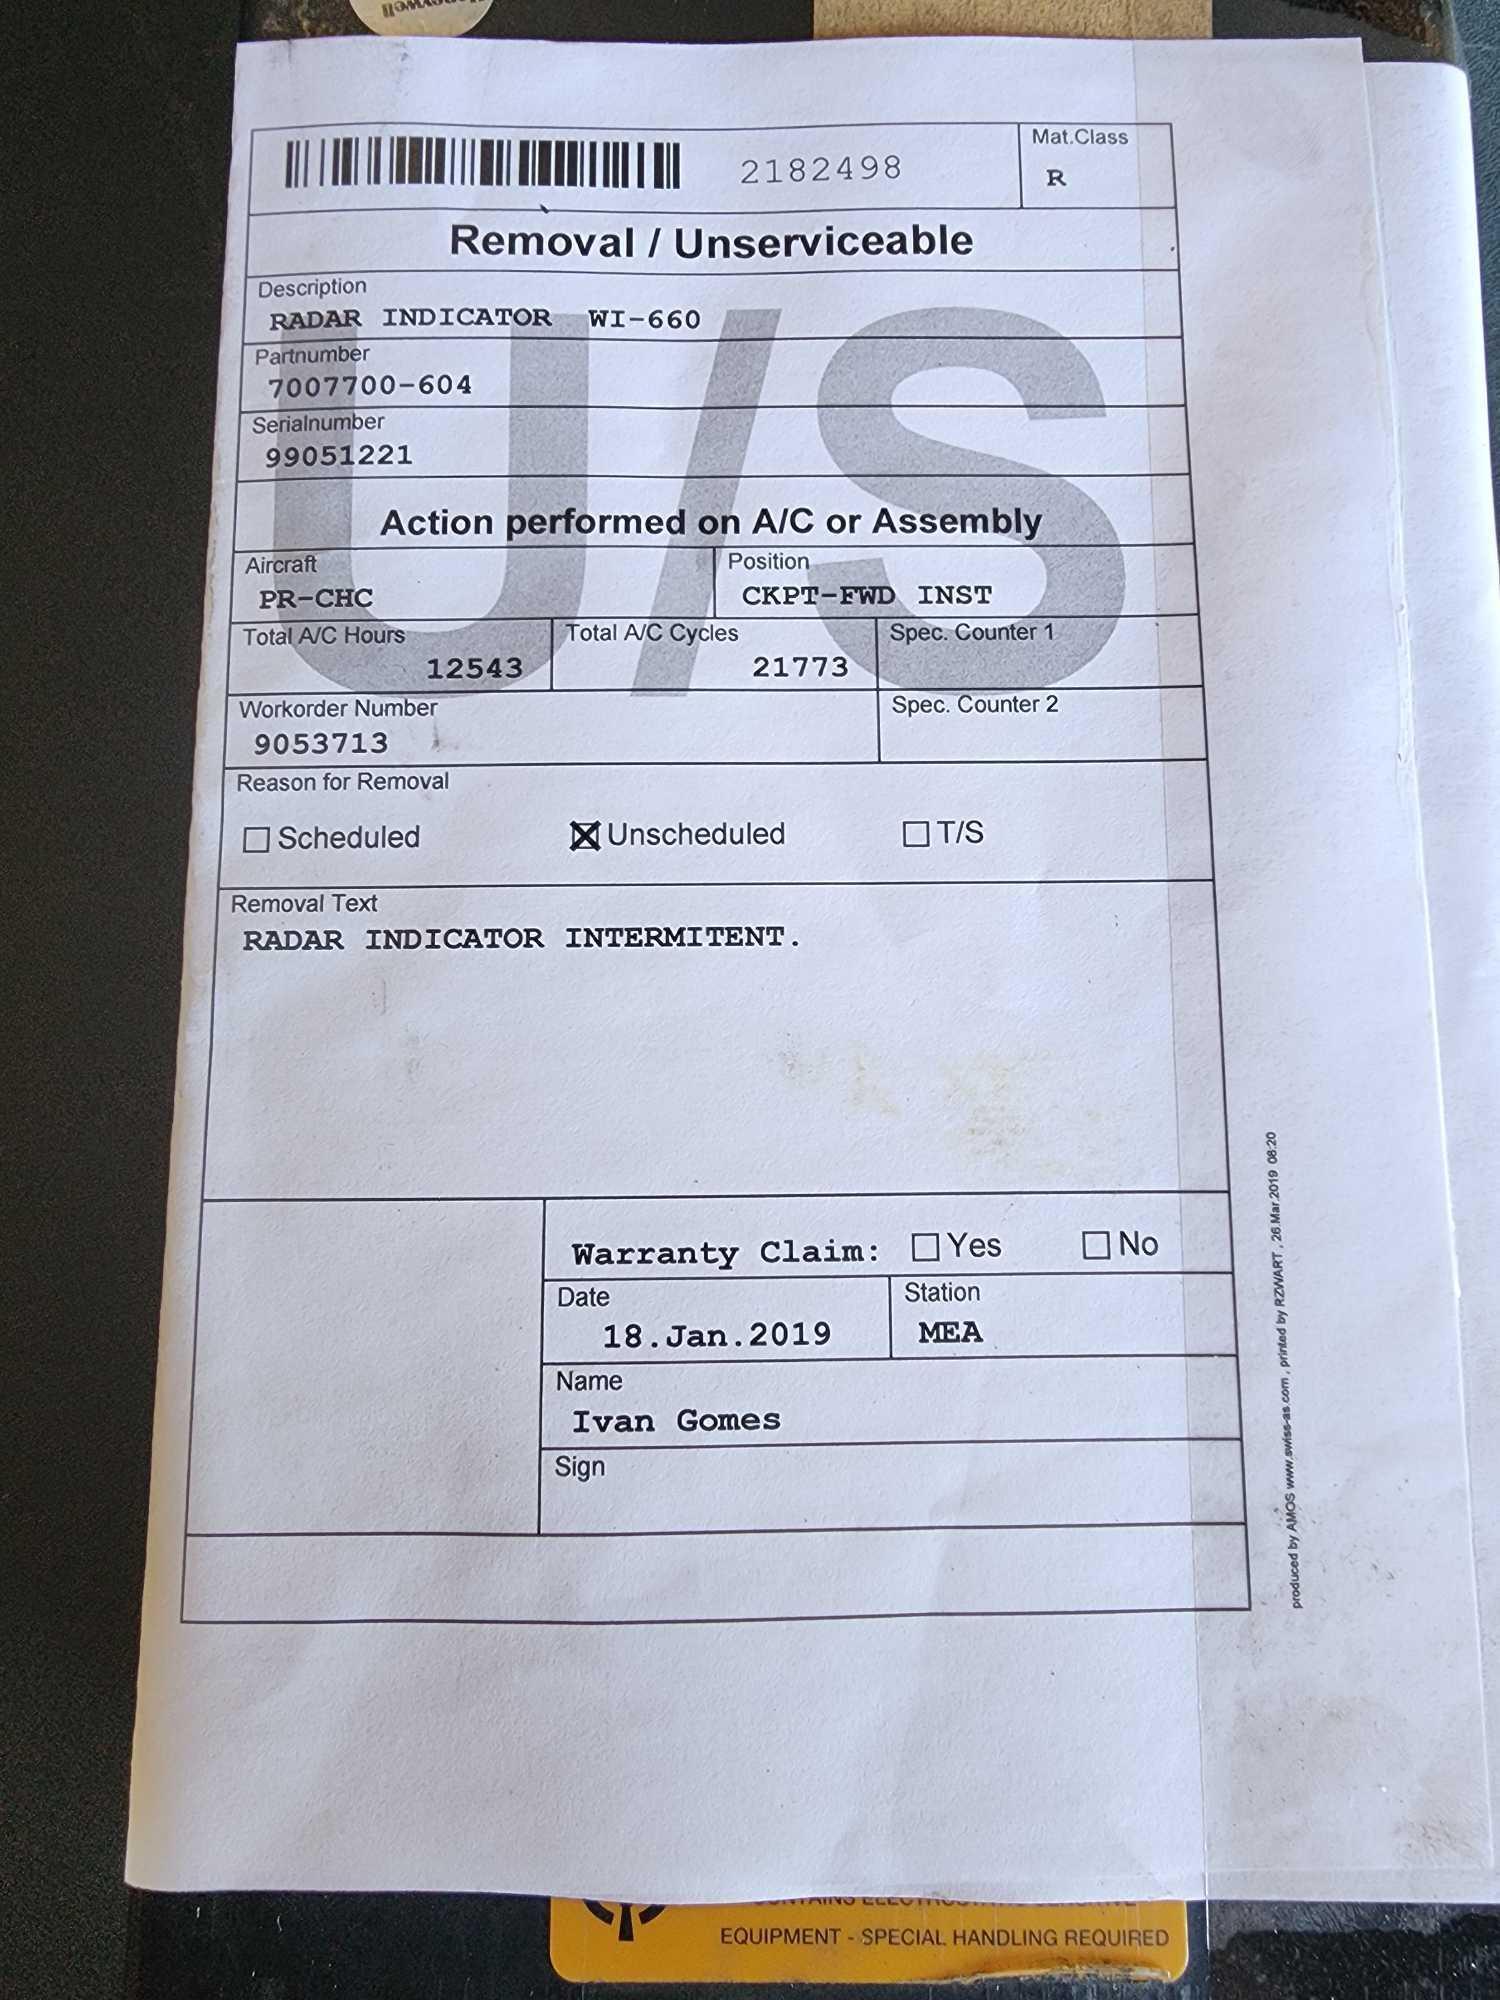 2182498
Mat.Class
R
Removal / Unserviceable
U/S
Description
RADAR INDICATOR WI-660
Partnumber
7007700-604
Serialnumber
99051221
Action performed on A/C or Assembly
Aircraft
PR-CHC
Position
CKPT-FWD INST
Total A/C Hours
12543
Total A/C Cycles
21773
Spec. Counter 1
Workorder Number
9053713
Spec. Counter 2
Reason for Removal
Scheduled
Unscheduled
T/S
Removal Text
RADAR INDICATOR INTERMITENT.
Warranty Claim: Yes No
Date
18.Jan.2019
Station
MEA
Name
Ivan Gomes
Sign
produced by AMOS www.swiss-as.com , printed by RZWART , 26.Mar.2019 08:20
EQUIPMENT - SPECIAL HANDLING REQUIRED